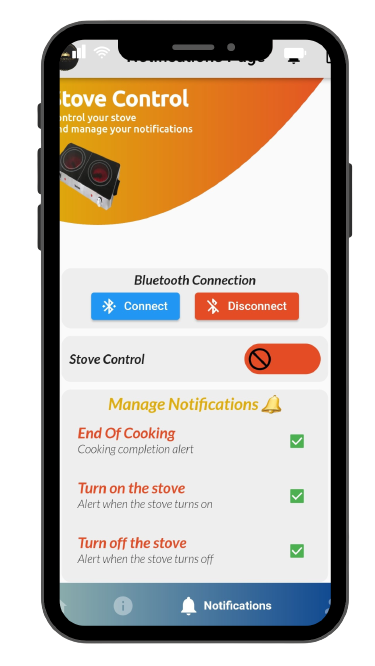 Notifications Page
Stove Control
ontrol your stove
nd manage your notifications
Bluetooth Connection
Connect
Disconnect
Stove Control
Manage Notifications
End Of Cooking
Cooking completion alert
Turn on the stove
Alert when the stove turns on
Turn off the stove
Alert when the stove turns off
Notifications